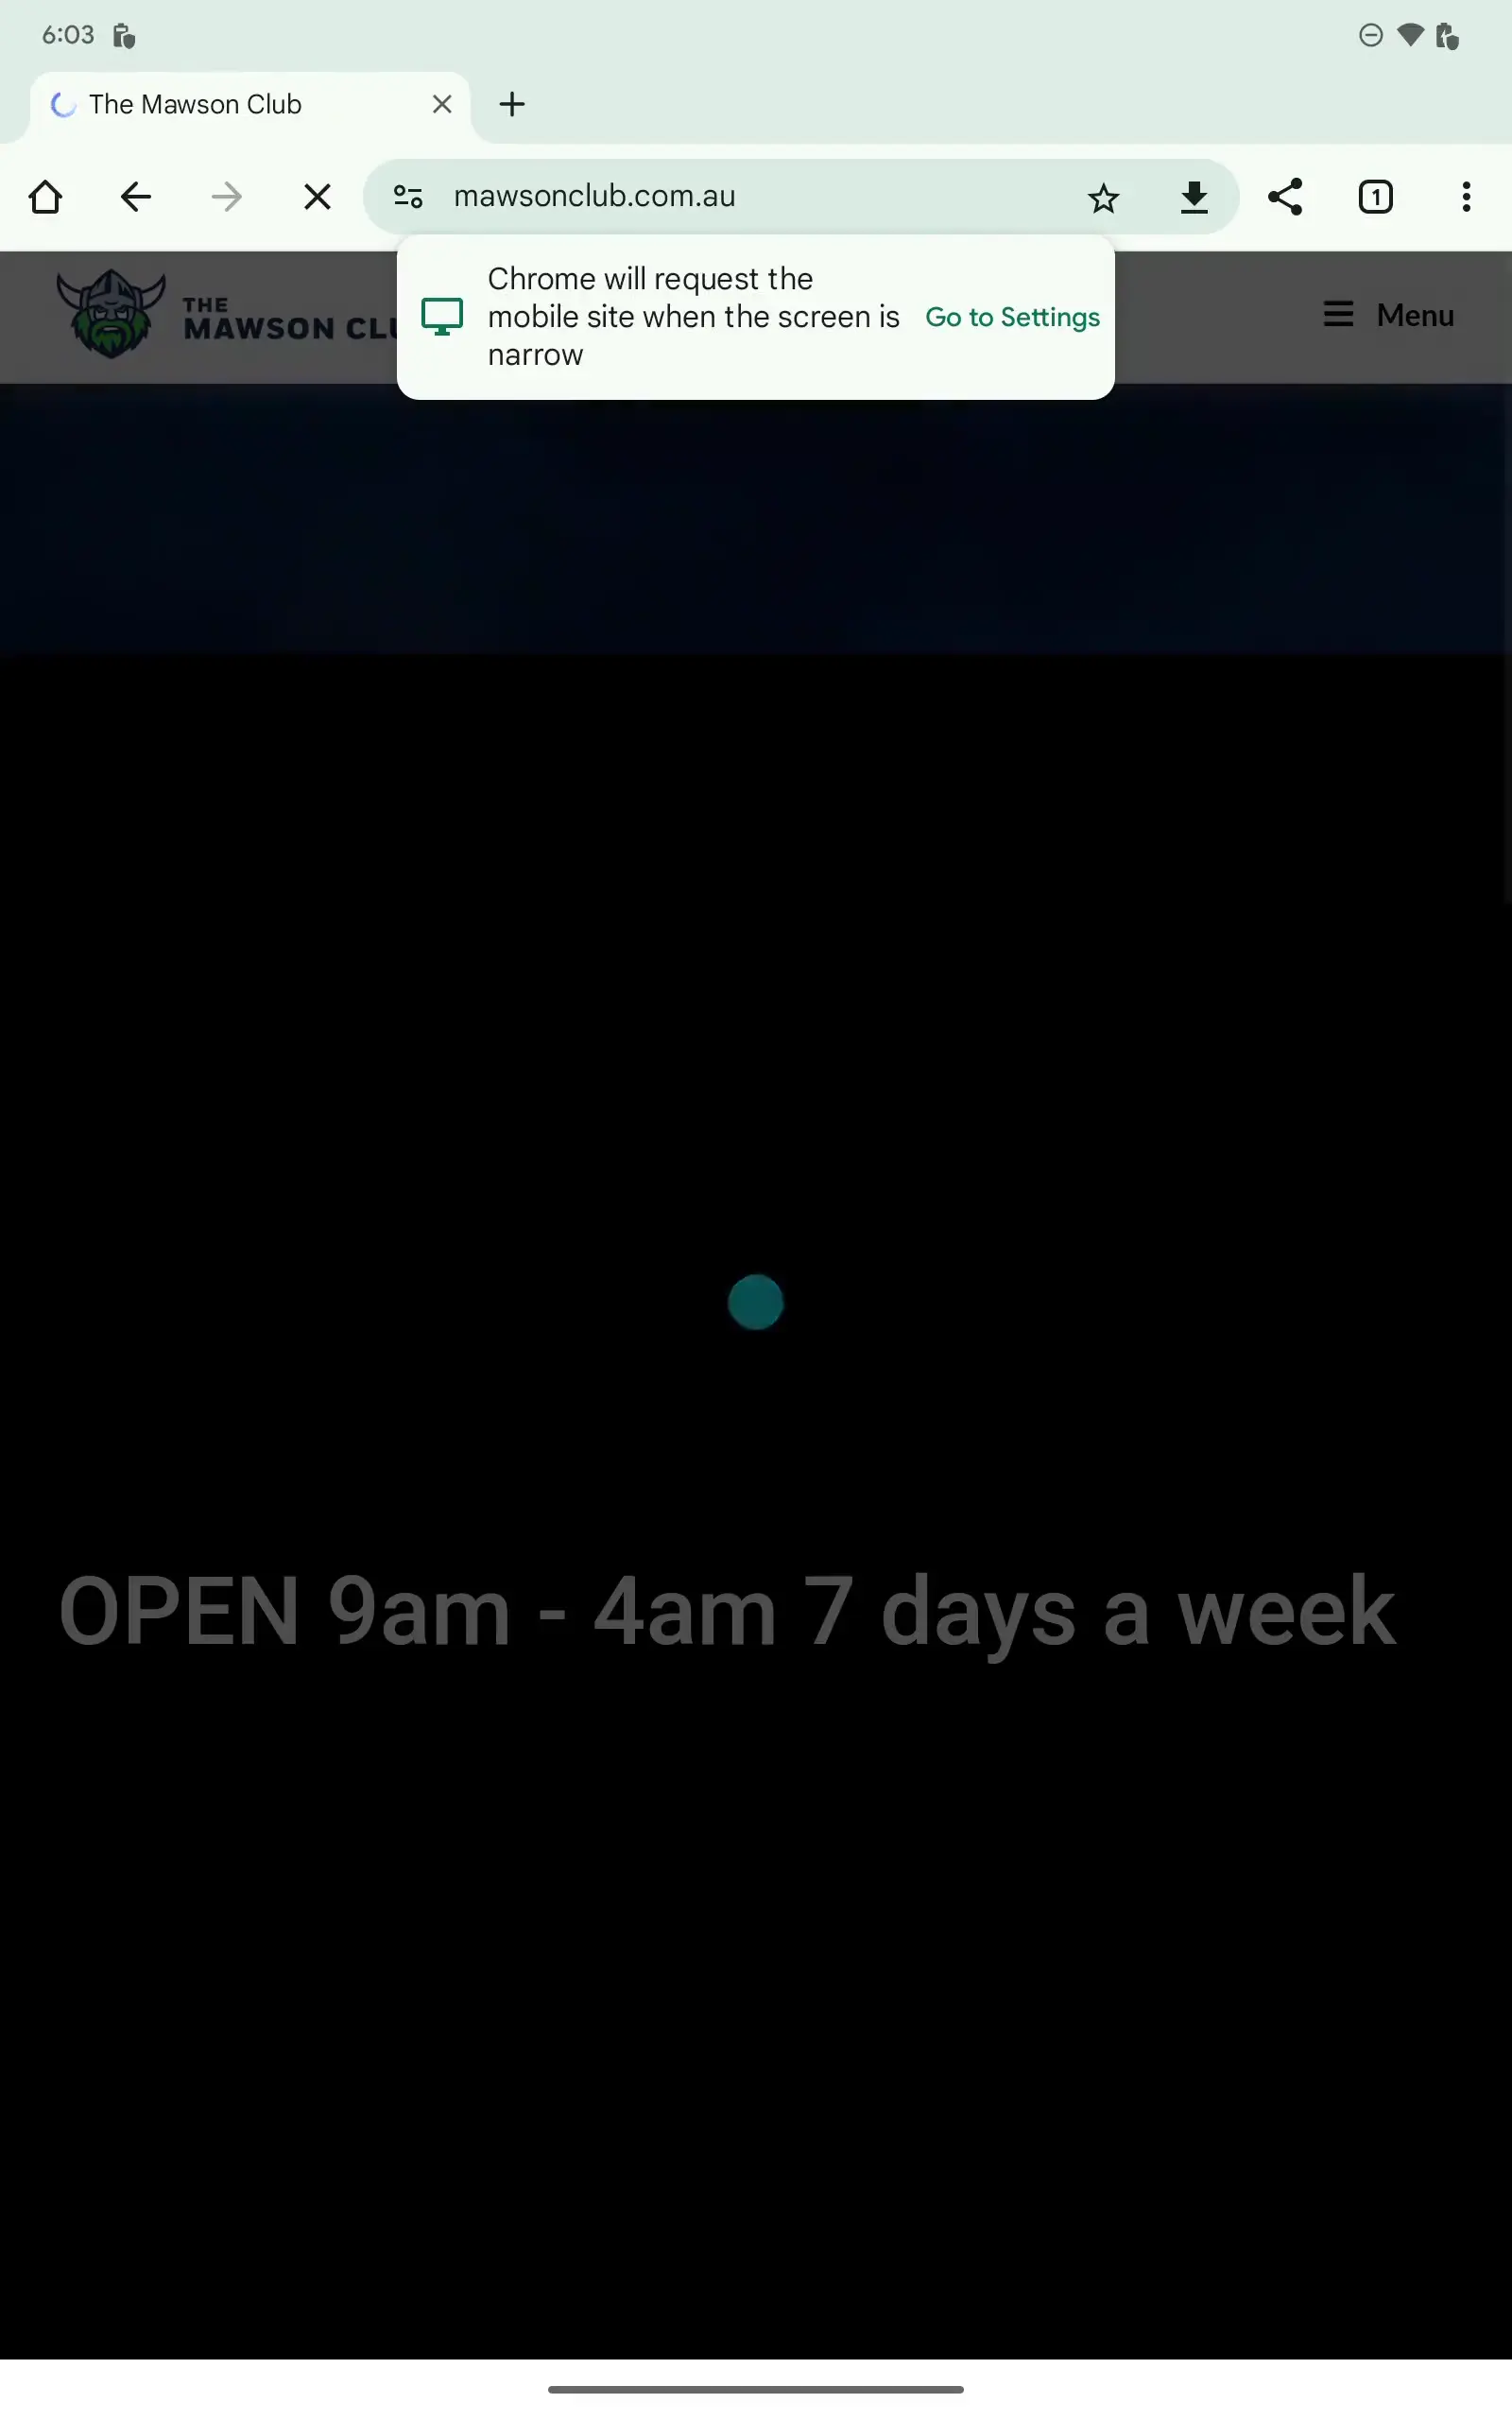 6:03
The Mawson Club
mawsonclub.com.au
1
Chrome will request the
mobile site when the screen is
narrow
Go to Settings
THE
MAWSON CLU
Menu
OPEN 9am - 4am 7 days a week